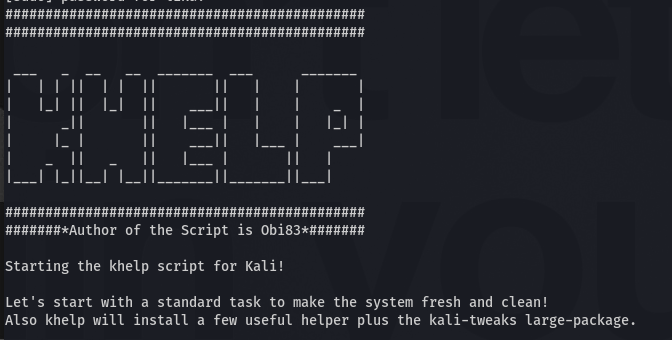 #############################################
#############################################
KHELP
#############################################
#######*Author of the Script is Obi83*#######
Starting the khelp script for Kali!
Let's start with a standard task to make the system fresh and clean!
Also khelp will install a few useful helper plus the kali-tweaks large-package.